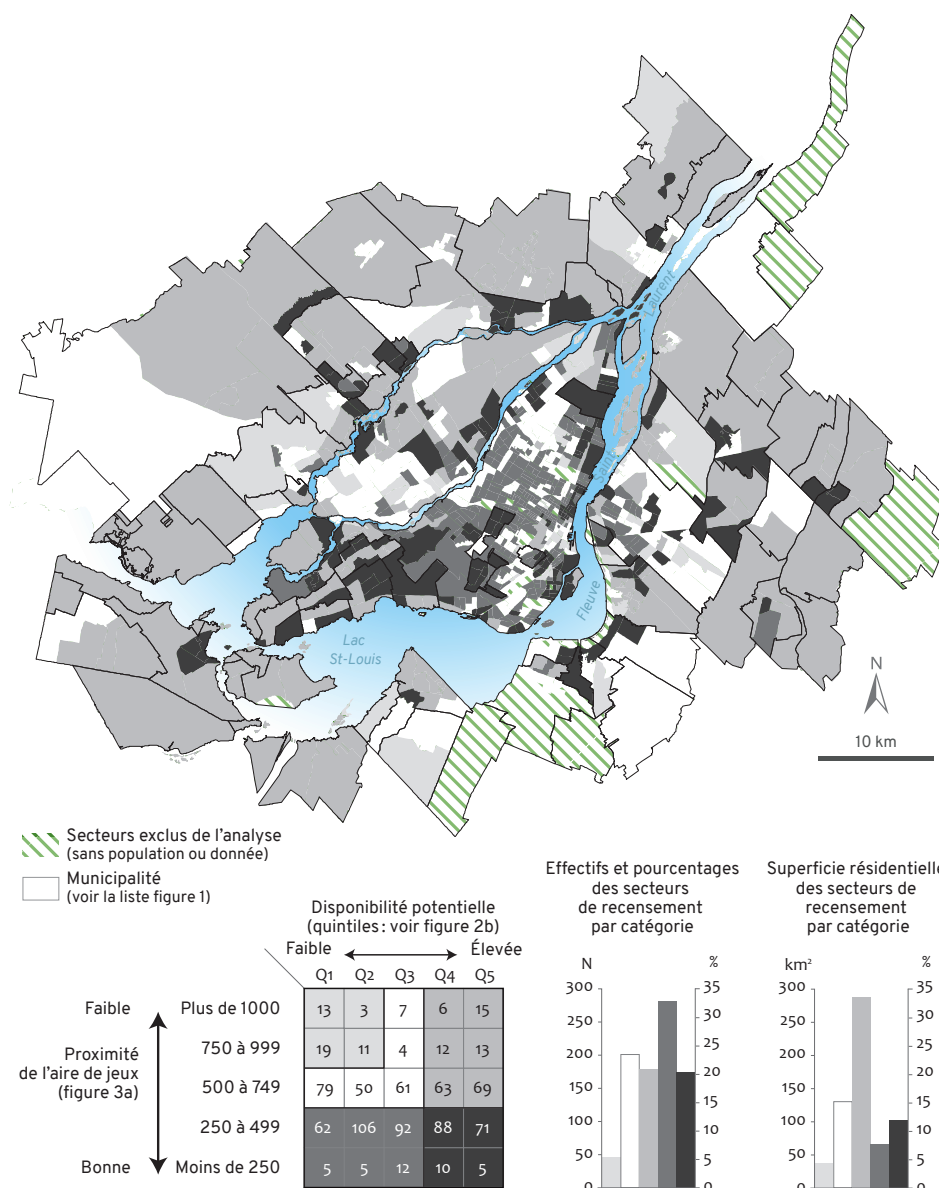 Laurent
Saint
Fleuve
Lac
St-Louis
N
10 km
Secteurs exclus de l'analyse
(sans population ou donnée)
Municipalité
(voir la liste figure 1)
Disponibilité potentielle
(quintiles : voir figure 2b)
Faible Élevée
Q1 Q2 Q3 Q4 Q5
Faible Plus de 1000 13 3 7 6 15
750 à 999 19 11 4 12 13
Proximité
de l'aire de jeux
(figure 3a)
500 à 749 79 50 61 63 69
250 à 499 62 106 92 88 71
Bonne Moins de 250 5 5 12 10 5
Effectifs et pourcentages
des secteurs
de recensement
par catégorie
N %
300 35
250 30
200 25
150 20
100 15
50 10
0 5
0
Superficie résidentielle
des secteurs de
recensement
par catégorie
km² %
300 35
250 30
200 25
150 20
100 15
50 10
0 5
0